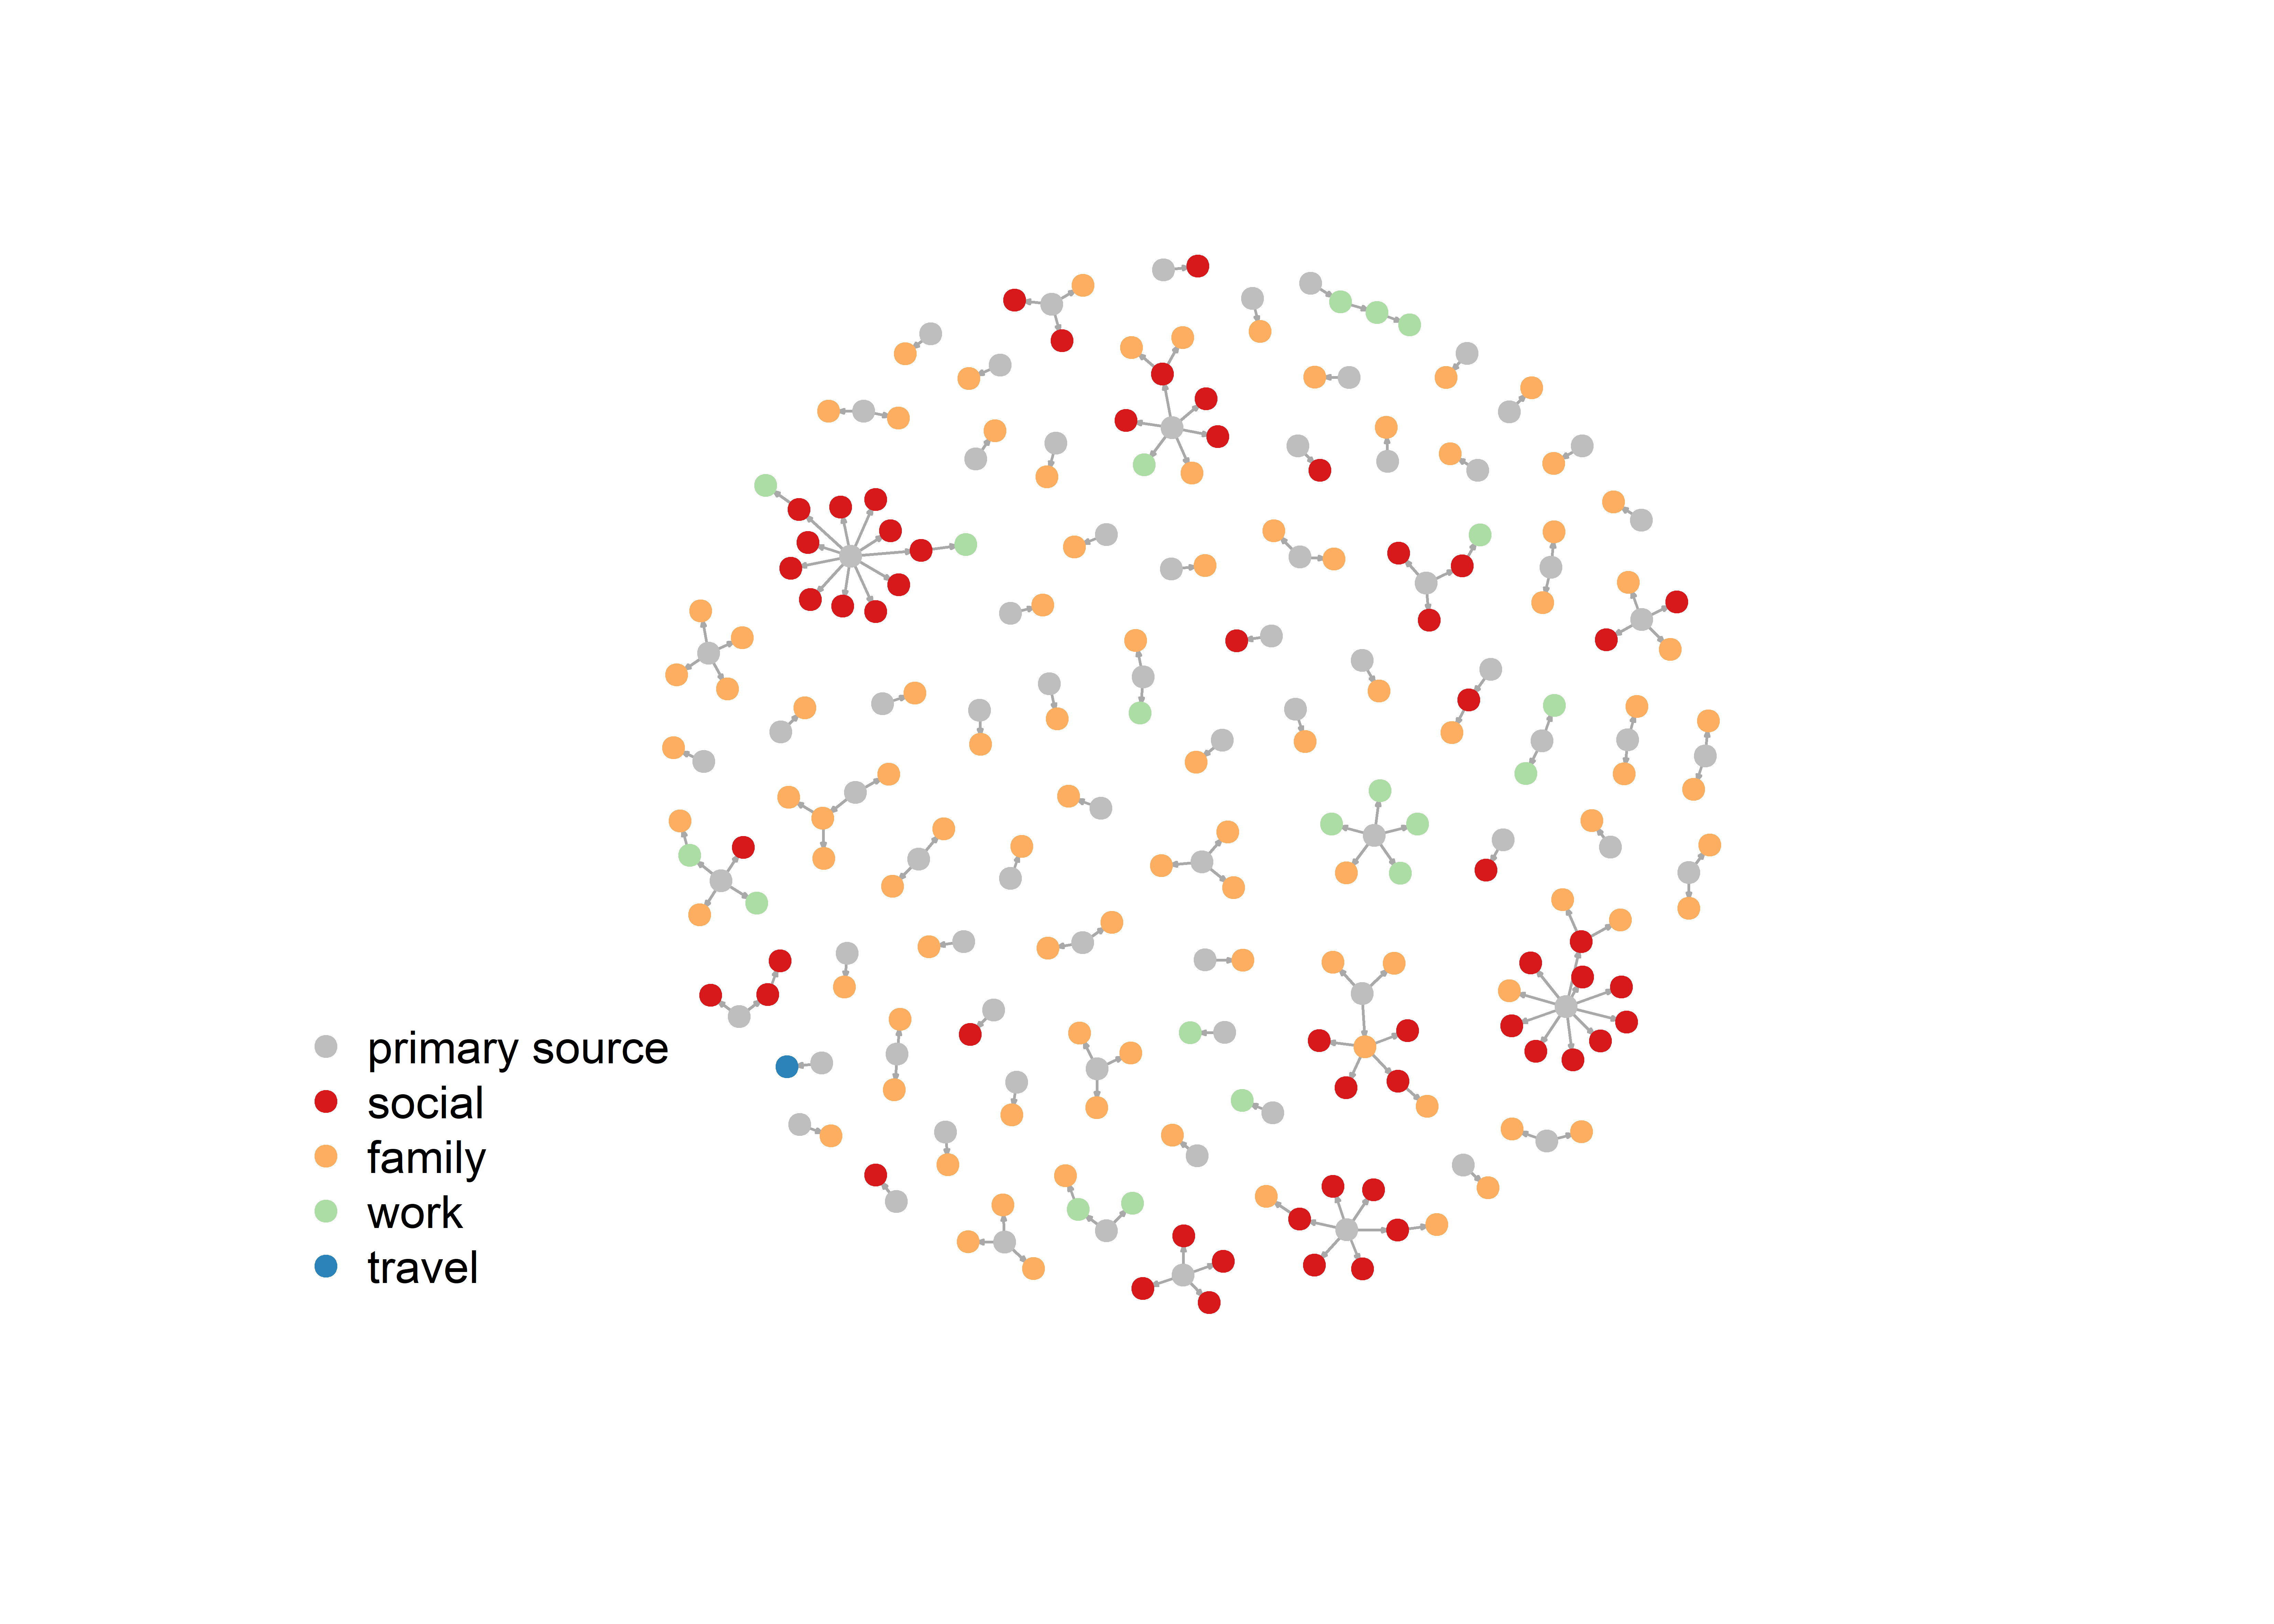 primary source
social
family
work
travel